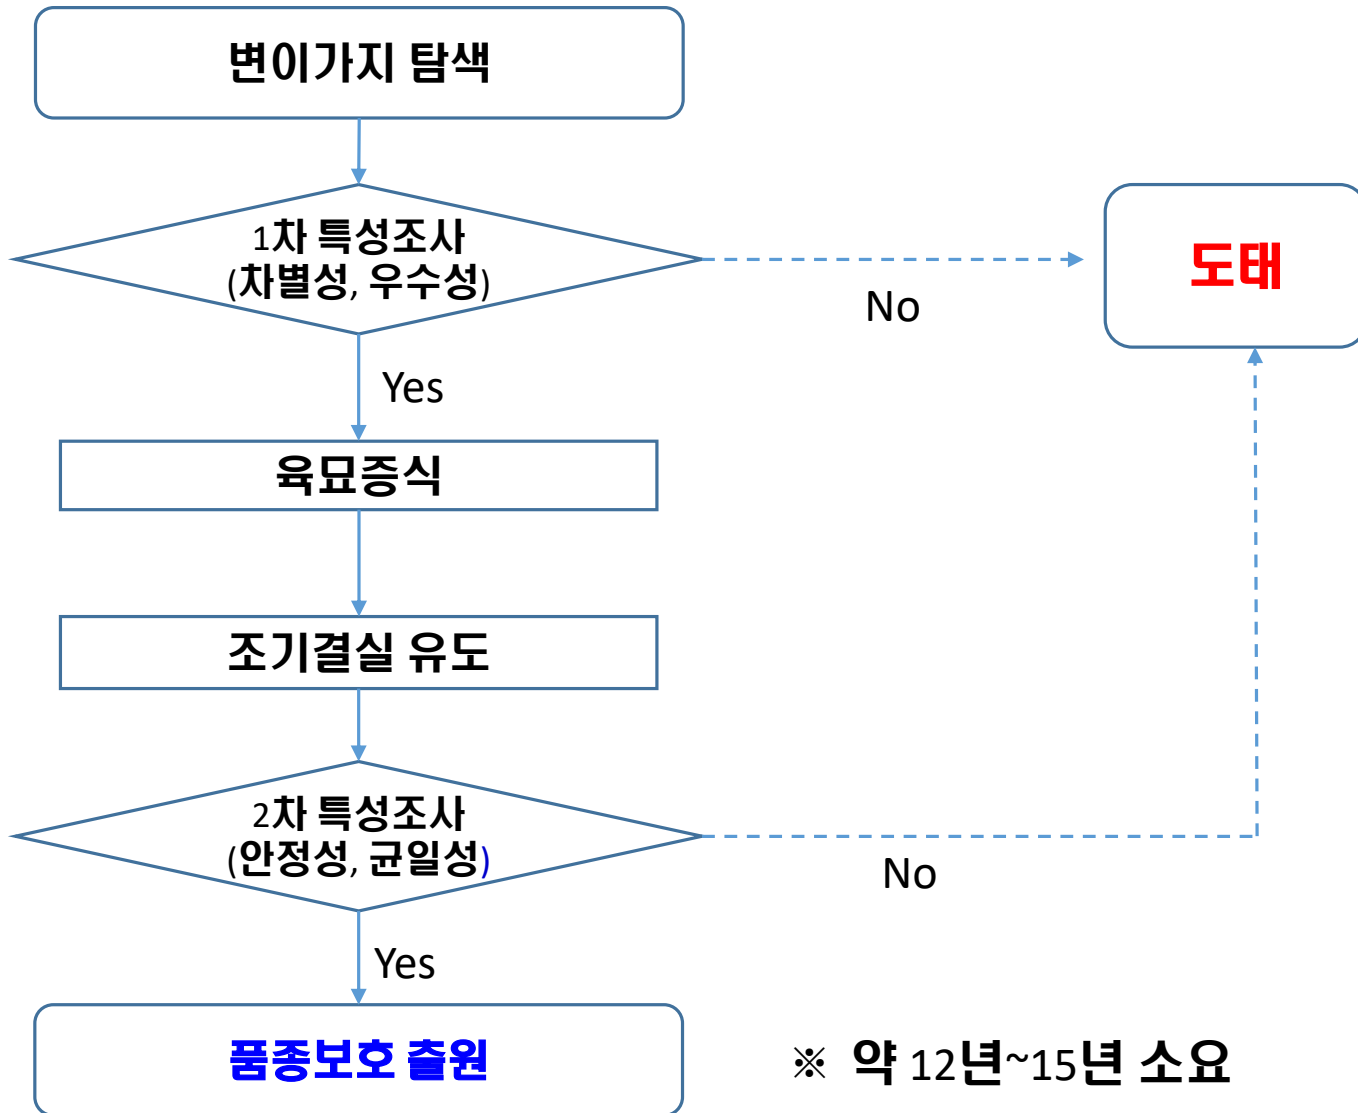 변이가지 탐색
1차 특성조사
(차별성, 우수성)
No
도태
Yes
육묘증식
조기결실 유도
2차 특성조사
(안정성, 균일성)
No
Yes
품종보호 출원
※ 약 12년~15년 소요